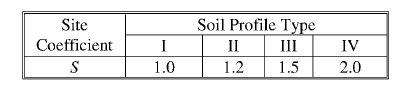 Site Coefficient Soil Profile Type
I II III IV
S 1.0 1.2 1.5 2.0